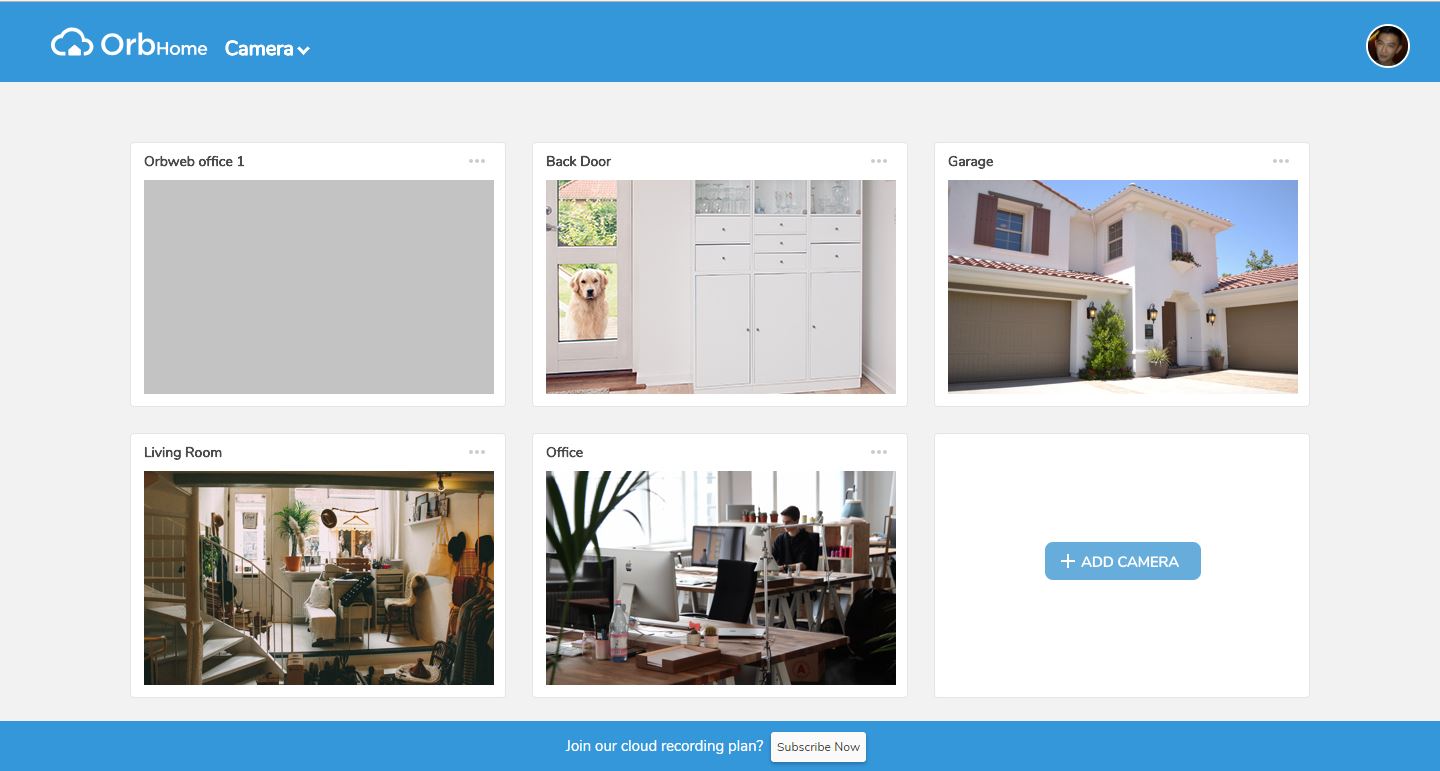 OrbHome Camera
Orbweb office 1
Back Door
Garage
Living Room
Office
+ ADD CAMERA
Join our cloud recording plan? Subscribe Now